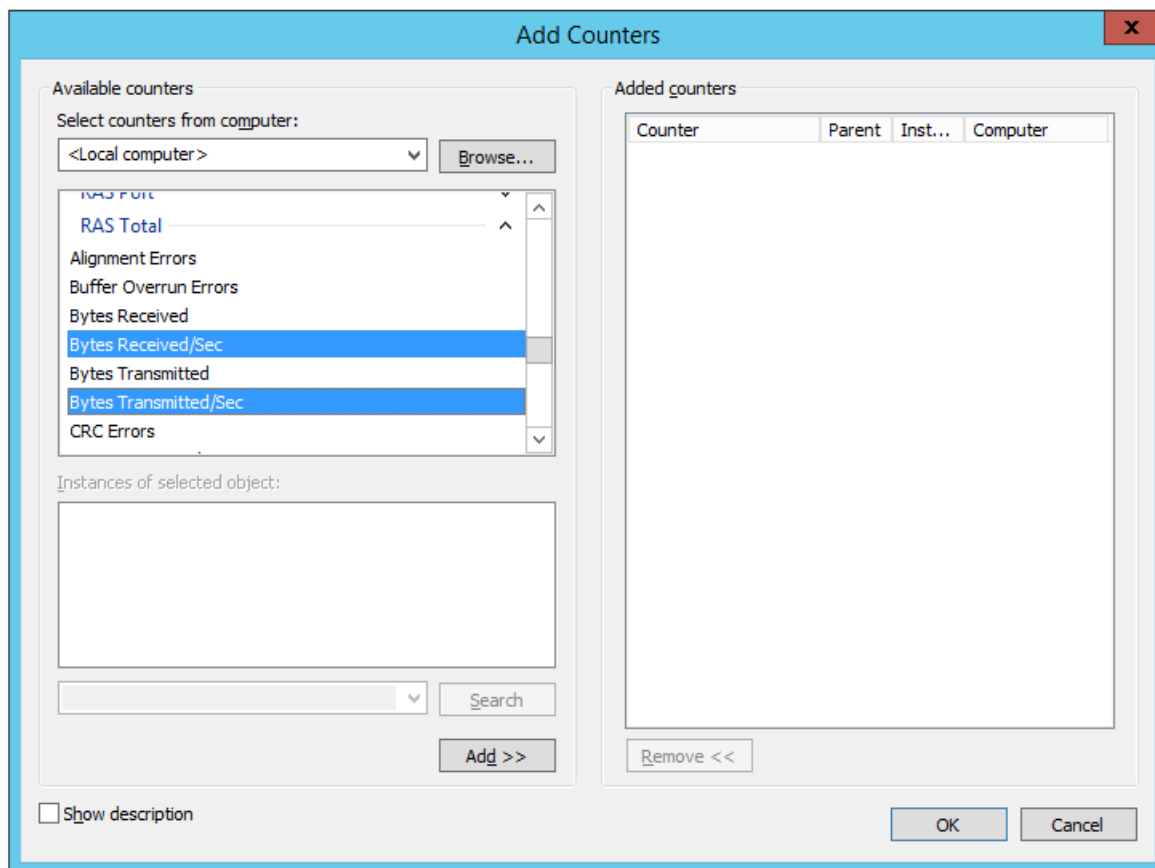 Add Counters
x
Available counters
Select counters from computer:
<Local computer>
Browse...
RAS Port
RAS Total
Alignment Errors
Buffer Overrun Errors
Bytes Received
Bytes Received/Sec
Bytes Transmitted
Bytes Transmitted/Sec
CRC Errors
Instances of selected object:
Search
Add >>
Show description
Added counters
Counter Parent Inst... Computer
Remove <<
OK
Cancel